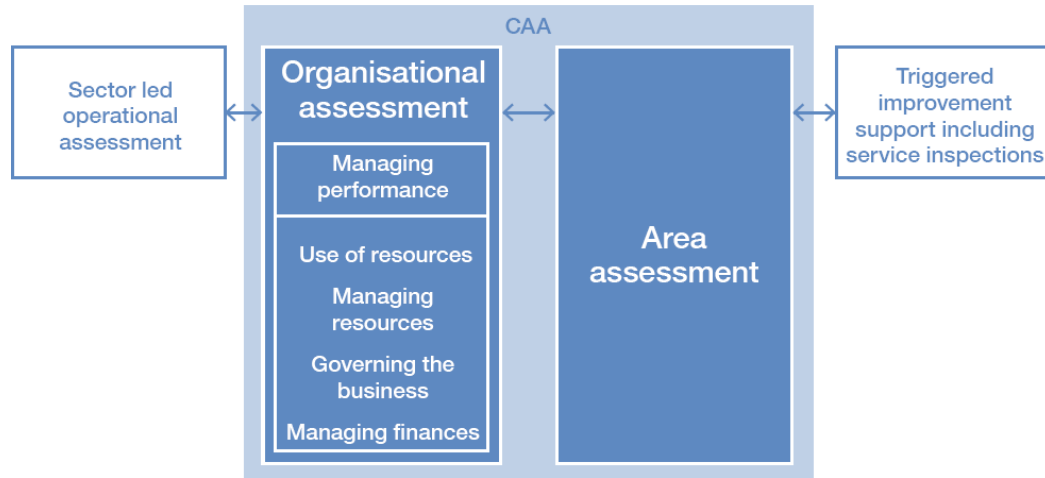 CAA
Sector led
operational
assessment
Organisational
assessment
Managing
performance
Use of resources
Managing
resources
Governing the
business
Managing finances
Area
assessment
Triggered
improvement
support including
service inspections